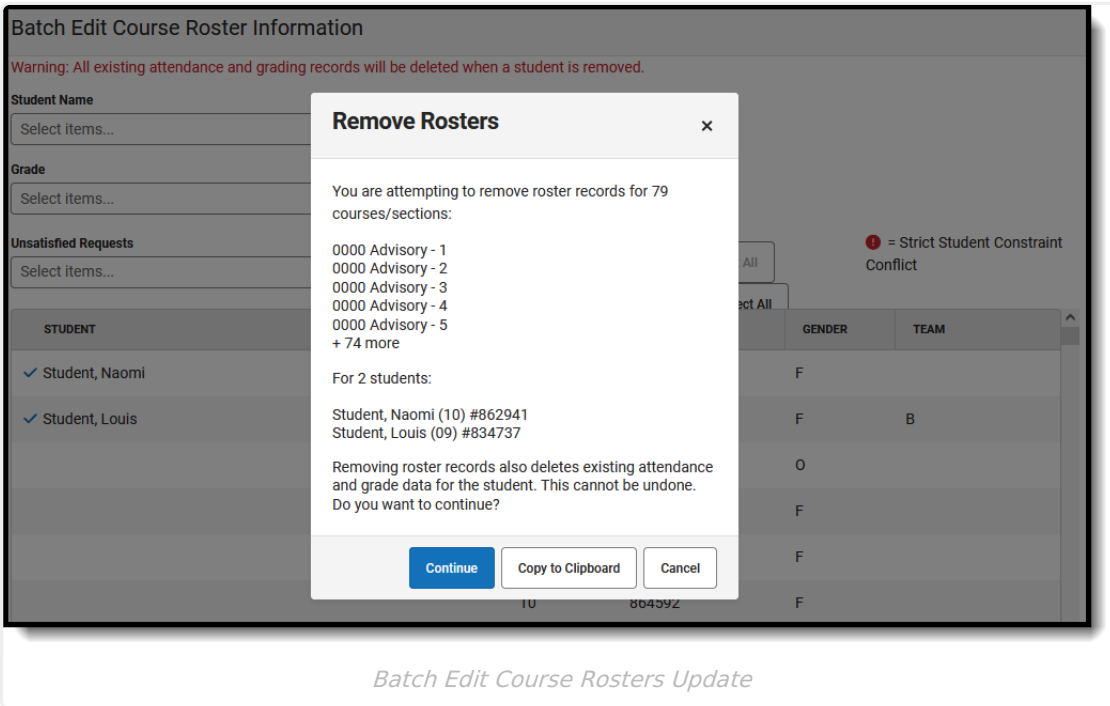 Batch Edit Course Roster Information
Warning: All existing attendance and grading records will be deleted when a student is removed.
Student Name
Select items...
Grade
Select items...
Unsatisfied Requests
Select items...
All
ect All
= Strict Student Constraint
Conflict
STUDENT
GENDER
TEAM
Student, Naomi
F
Student, Louis
F
B
O
F
F
10
864592
F
Remove Rosters
You are attempting to remove roster records for 79
courses/sections:
0000 Advisory - 1
0000 Advisory - 2
0000 Advisory - 3
0000 Advisory - 4
0000 Advisory - 5
+ 74 more
For 2 students:
Student, Naomi (10) #862941
Student, Louis (09) #834737
Removing roster records also deletes existing attendance
and grade data for the student. This cannot be undone.
Do you want to continue?
Continue
Copy to Clipboard
Cancel
Batch Edit Course Rosters Update